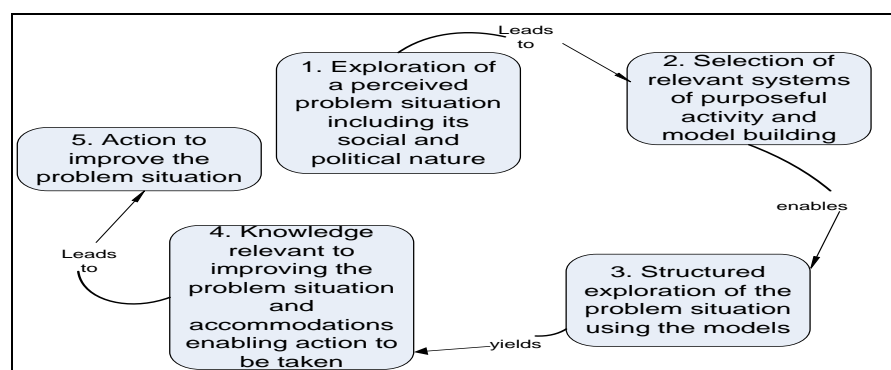 1. Exploration of
a perceived
problem situation
including its
social and
political nature
Leads
to
2. Selection of
relevant systems
of purposeful
activity and
model building
enables
3. Structured
exploration of the
problem situation
using the models
yields
4. Knowledge
relevant to
improving the
problem situation
and
accommodations
enabling action to
be taken
Leads
to
5. Action to
improve the
problem situation